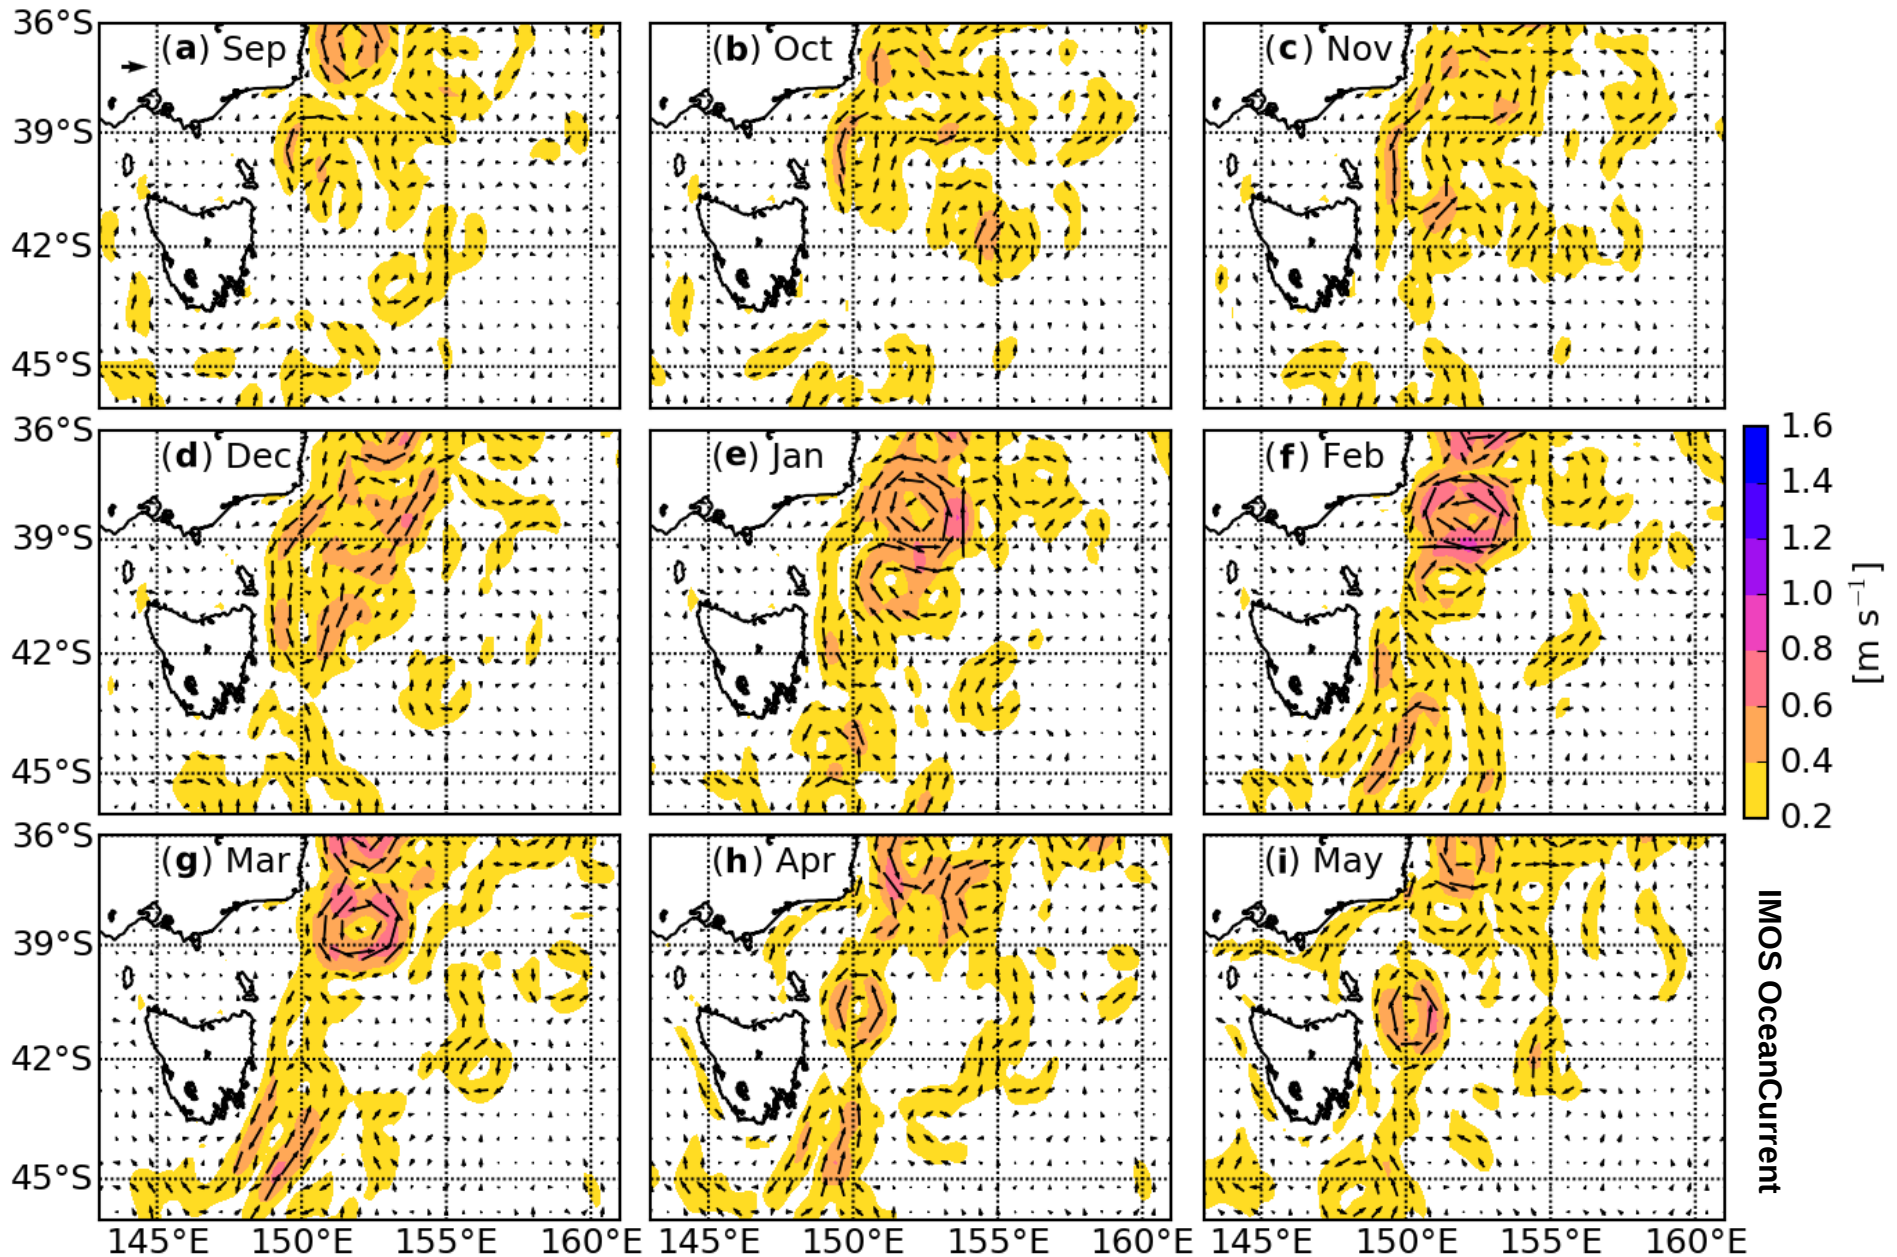 36°S
(a) Sep
(b) Oct
(c) Nov
39°S
42°S
45°S
36°S
(d) Dec
(e) Jan
(f) Feb
39°S
42°S
45°S
1.6
1.4
1.2
1.0
0.8
0.6
0.4
0.2
[m s⁻¹]
36°S
(g) Mar
(h) Apr
(i) May
39°S
42°S
45°S
145°E 150°E 155°E 160°E 145°E 150°E 155°E 160°E 145°E 150°E 155°E 160°E
IMOS OceanCurrent